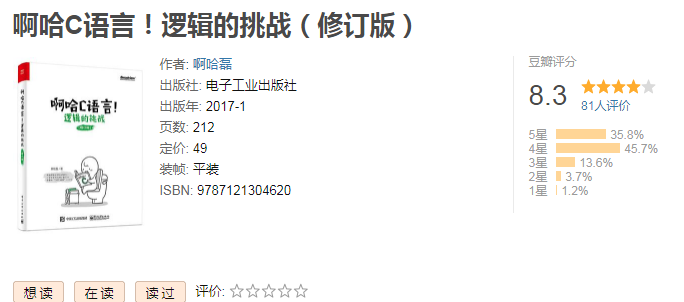 啊哈C语言！逻辑的挑战（修订版）
啊哈C语言！
逻辑的挑战
作者: 啊哈磊
出版社: 电子工业出版社
出版年: 2017-1
页数: 212
定价: 49
装帧: 平装
ISBN: 9787121304620
豆瓣评分
8.3
81人评价
5星 35.8%
4星 45.7%
3星 13.6%
2星 3.7%
1星 1.2%
想读 在读 读过 评价: